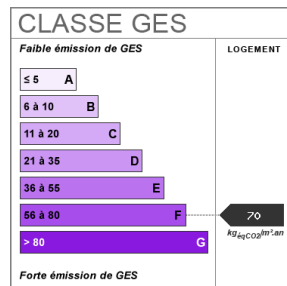 CLASSE GES
Faible émission de GES
LOGEMENT
≤ 5 A
6 à 10 B
11 à 20 C
21 à 35 D
36 à 55 E
56 à 80 F
70
kgéqCO2/m².an
> 80 G
Forte émission de GES